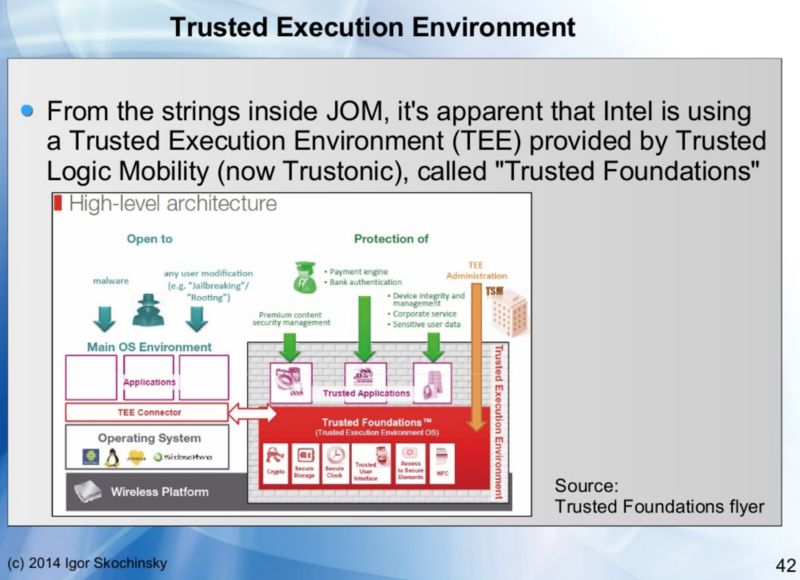 Trusted Execution Environment
From the strings inside JOM, it's apparent that Intel is using
a Trusted Execution Environment (TEE) provided by Trusted
Logic Mobility (now Trustonic), called "Trusted Foundations"
High-level architecture
Open to
malware
any user modification
(e.g. "Jailbreaking"/
"Rooting")
Main OS Environment
Applications
TEE Connector
Operating System
WindowsPhone
Wireless Platform
Protection of
• Payment engine
• Bank authentication
Premium content
security management
• Device integrity and
management
• Corporate service
• Sensitive user data
TEE
Administration
TSM
Trusted Applications
Trusted Foundations™
(Trusted Execution Environment OS)
Crypto
Secure
Storage
Secure
Clock
Trusted
User
Interface
Access
to Secure
Elements
NFC
Trusted Execution Environment
Source:
Trusted Foundations flyer
(c) 2014 Igor Skochinsky
42